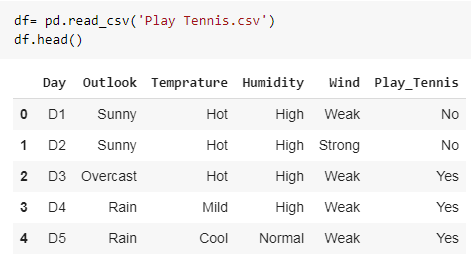 df= pd.read_csv('Play Tennis.csv')
df.head()
Day Outlook Temprature Humidity Wind Play_Tennis
0 D1 Sunny Hot High Weak No
1 D2 Sunny Hot High Strong No
2 D3 Overcast Hot High Weak Yes
3 D4 Rain Mild High Weak Yes
4 D5 Rain Cool Normal Weak Yes